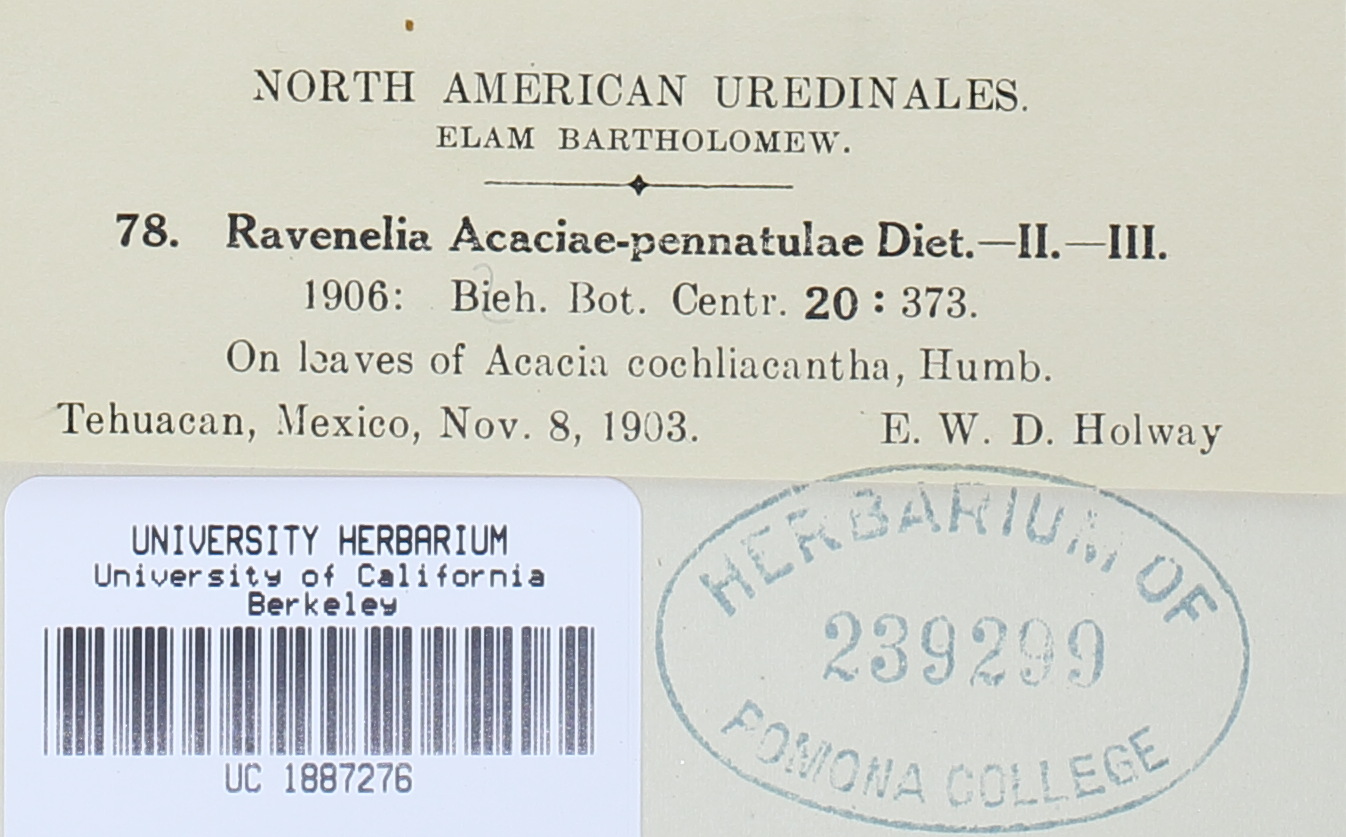 NORTH AMERICAN UREDINALES.
ELAM BARTHOLOMEW.
78. Ravenelia Acaciae-pennatulae Diet.—II.—III.
1906: Bieh. Bot. Centr. 20 : 373.
On leaves of Acacia cochliacantha, Humb.
Tehuacan, Mexico, Nov. 8, 1903. E. W. D. Holway
UNIVERSITY HERBARIUM
University of California
Berkeley
UC 1887276
HERBARIUM OF
239299
POMONA COLLEGE